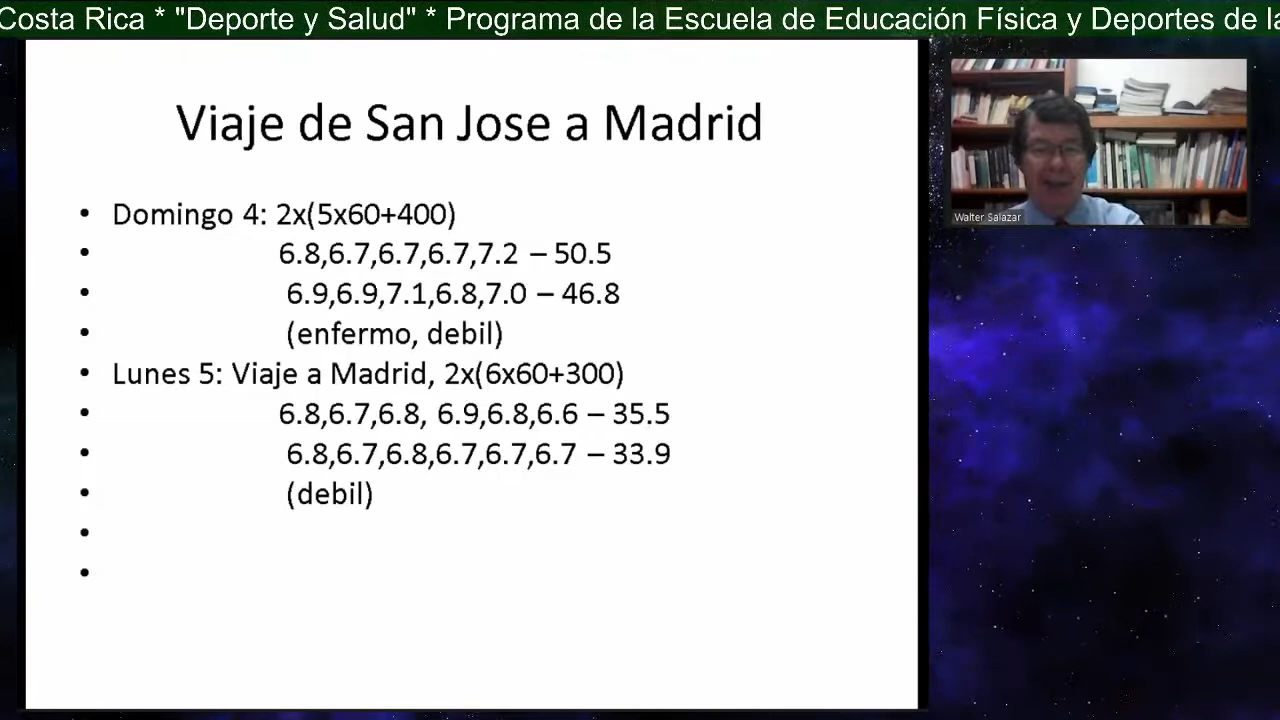 Costa Rica * "Deporte y Salud" * Programa de la Escuela de Educación Física y Deportes de la
Viaje de San Jose a Madrid
• Domingo 4: 2x(5x60+400)
• 6.8,6.7,6.7,6.7,7.2 – 50.5
• 6.9,6.9,7.1,6.8,7.0 – 46.8
• (enfermo, debil)
• Lunes 5: Viaje a Madrid, 2x(6x60+300)
• 6.8,6.7,6.8, 6.9,6.8,6.6 – 35.5
• 6.8,6.7,6.8,6.7,6.7,6.7 – 33.9
• (debil)
•
•
Walter Salazar